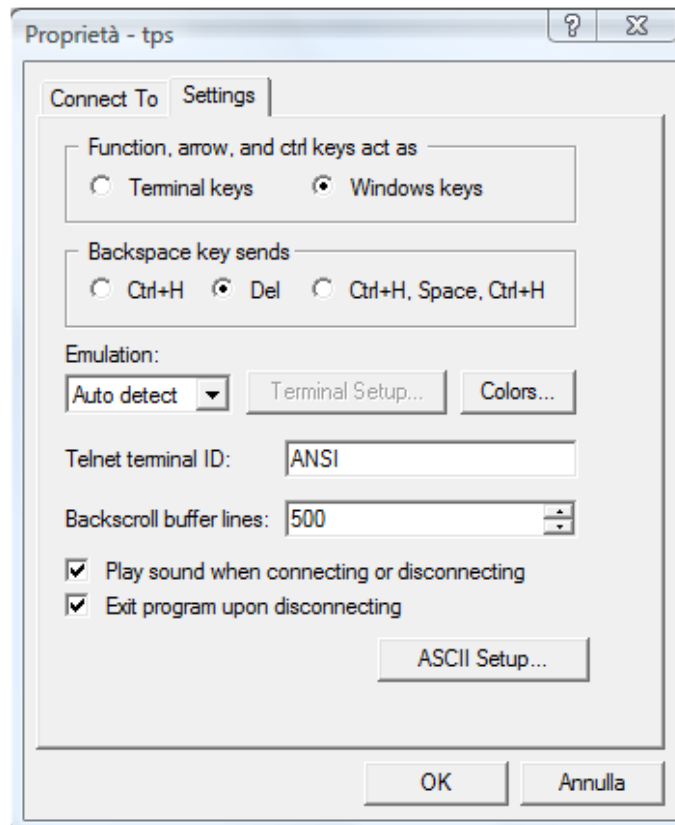 Proprietà - tps
Connect To Settings
Function, arrow, and ctrl keys act as
Terminal keys Windows keys
Backspace key sends
Ctrl+H Del Ctrl+H, Space, Ctrl+H
Emulation:
Auto detect Terminal Setup... Colors...
Telnet terminal ID: ANSI
Backscroll buffer lines: 500
Play sound when connecting or disconnecting
Exit program upon disconnecting
ASCII Setup...
OK Annulla